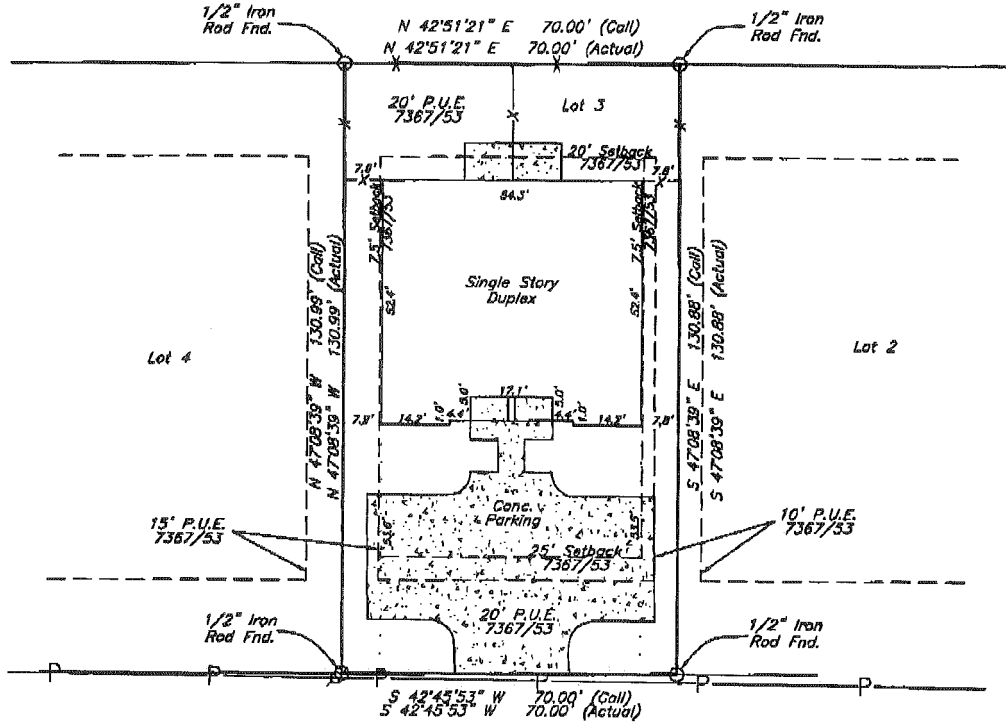 1/2" Iron
Rod Fnd.
N 42°51'21" E 70.00' (Call)
N 42°51'21" E 70.00' (Actual)
1/2" Iron
Rod Fnd.
20' P.U.E.
7367/53
Lot 3
20' Setback
7367/53
7.8'
7.8'
54.3'
7.5' Setback
7367/53
7.5' Setback
7367/53
Single Story
Duplex
52.4'
52.4'
N 47°08'39" W 130.99' (Call)
N 47°08'39" W 130.99' (Actual)
S 47°08'39" E 130.88' (Call)
S 47°08'39" E 130.88' (Actual)
Lot 4
Lot 2
17.1'
5.0'
5.0'
7.8'
14.2'
1.0'
4.4'
4.4'
1.0'
14.2'
7.8'
Conc.
Parking
53.6'
53.5'
15' P.U.E.
7367/53
10' P.U.E.
7367/53
25' Setback
7367/53
20' P.U.E.
7367/53
1/2" Iron
Rod Fnd.
1/2" Iron
Rod Fnd.
P P P P P P P
S 42°45'53" W 70.00' (Call)
S 42°45'53" W 70.00' (Actual)